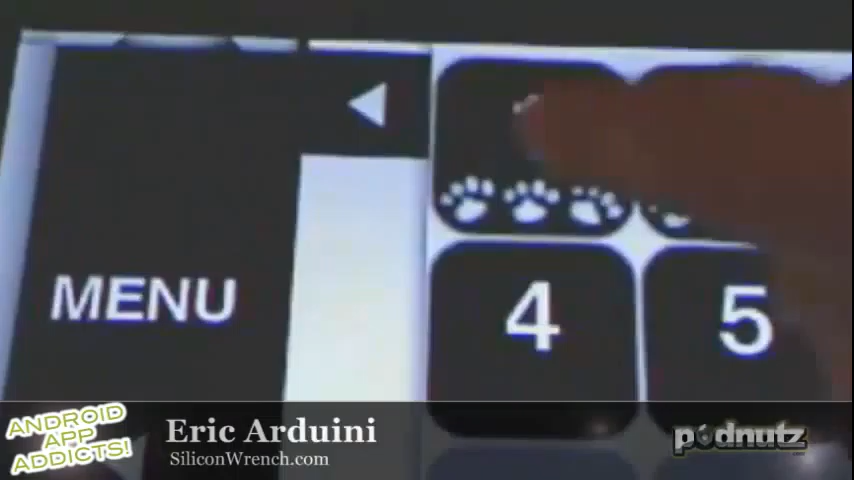 MENU
4
5
ANDROID
APP
ADDICTS!
Eric Arduini
SiliconWrench.com
podnutz